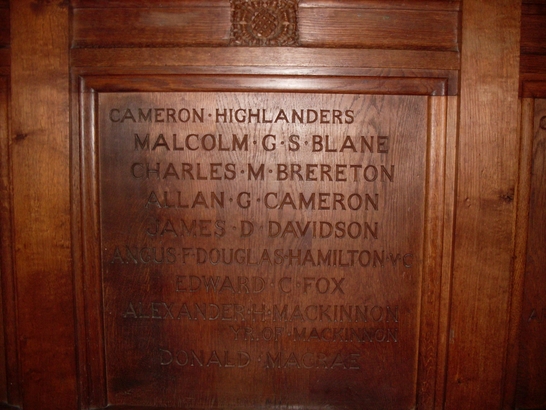 CAMERON·HIGHLANDERS
MALCOLM·G·S·BLANE
CHARLES·M·BRERETON
ALLAN·G·CAMERON
JAMES·D·DAVIDSON
ANGUS·F·DOUGLAS·HAMILTON·VC
EDWARD·C·FOX
ALEXANDER·H·MACKINNON
OF·MACKINNON
DONALD·MACRAE